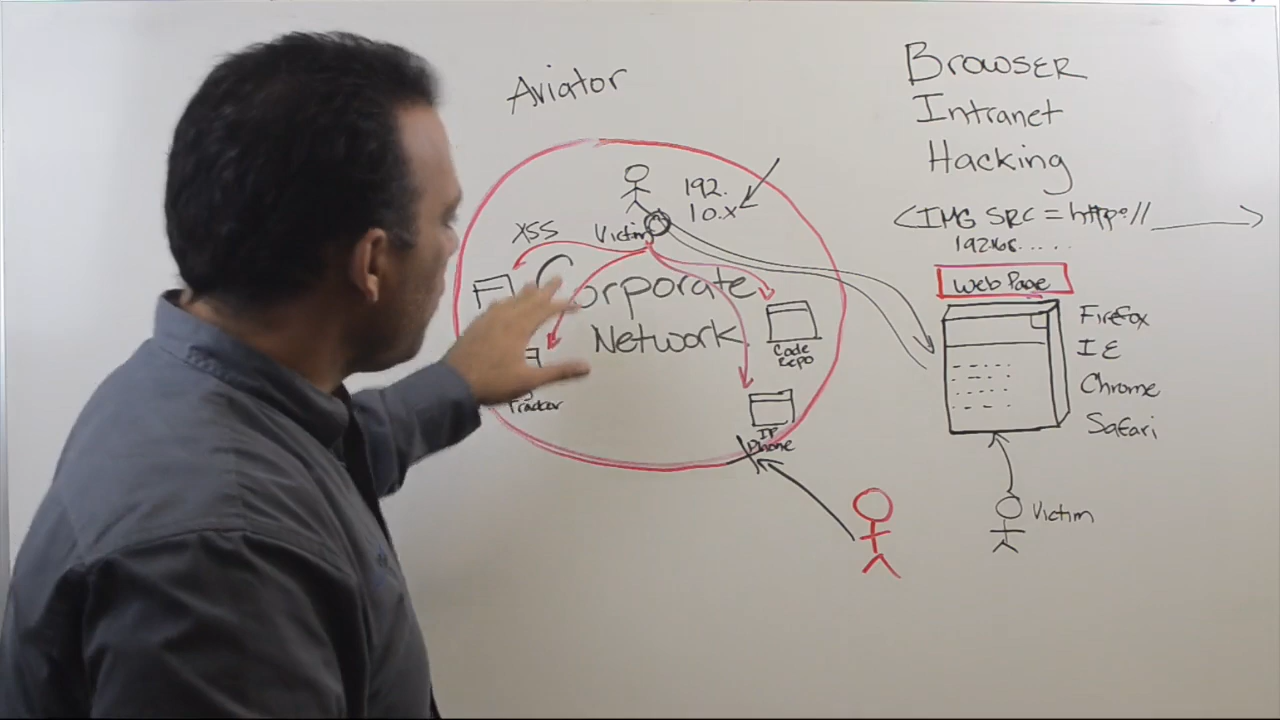 Aviator
Browser
Intranet
Hacking
192.
10.x
XSS
Victim
Corporate
Network
Code
Repo
Tracker
IP
Phone
<IMG SRC = http://________>
192.168.....
Web Page
Firefox
IE
Chrome
Safari
Victim